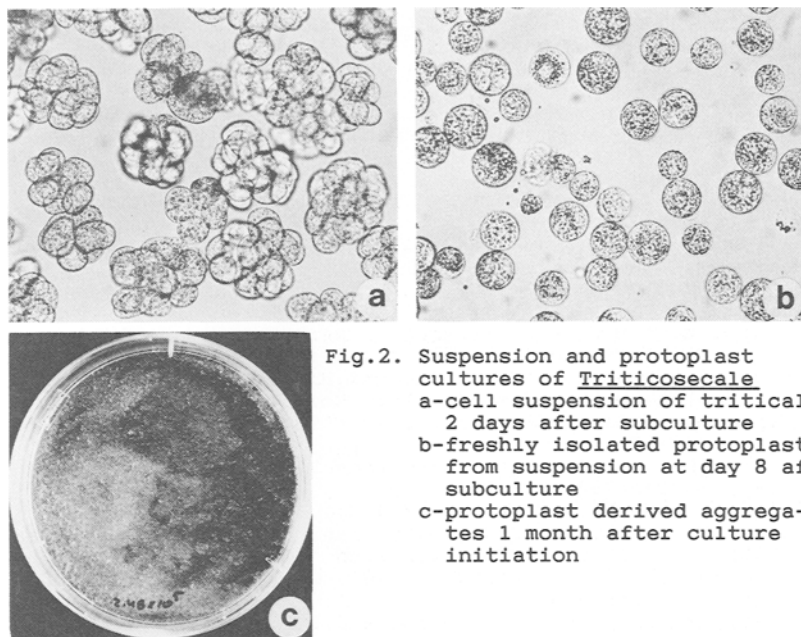 a
b
Fig.2. Suspension and protoplast
cultures of Triticosecale
a-cell suspension of tritical
2 days after subculture
b-freshly isolated protoplast
from suspension at day 8 af
subculture
c-protoplast derived aggrega-
tes 1 month after culture
initiation
c